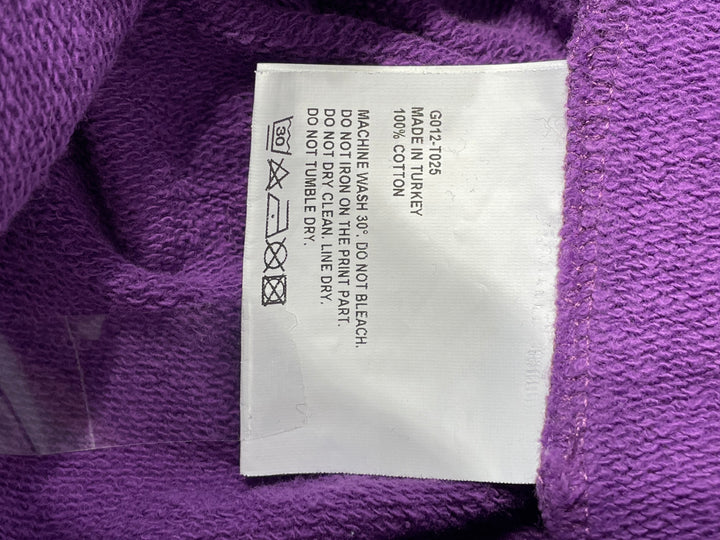 G012-T025
MADE IN TURKEY
100% COTTON
MACHINE WASH 30°. DO NOT BLEACH.
DO NOT IRON ON THE PRINT PART.
DO NOT DRY CLEAN. LINE DRY.
DO NOT TUMBLE DRY.
30